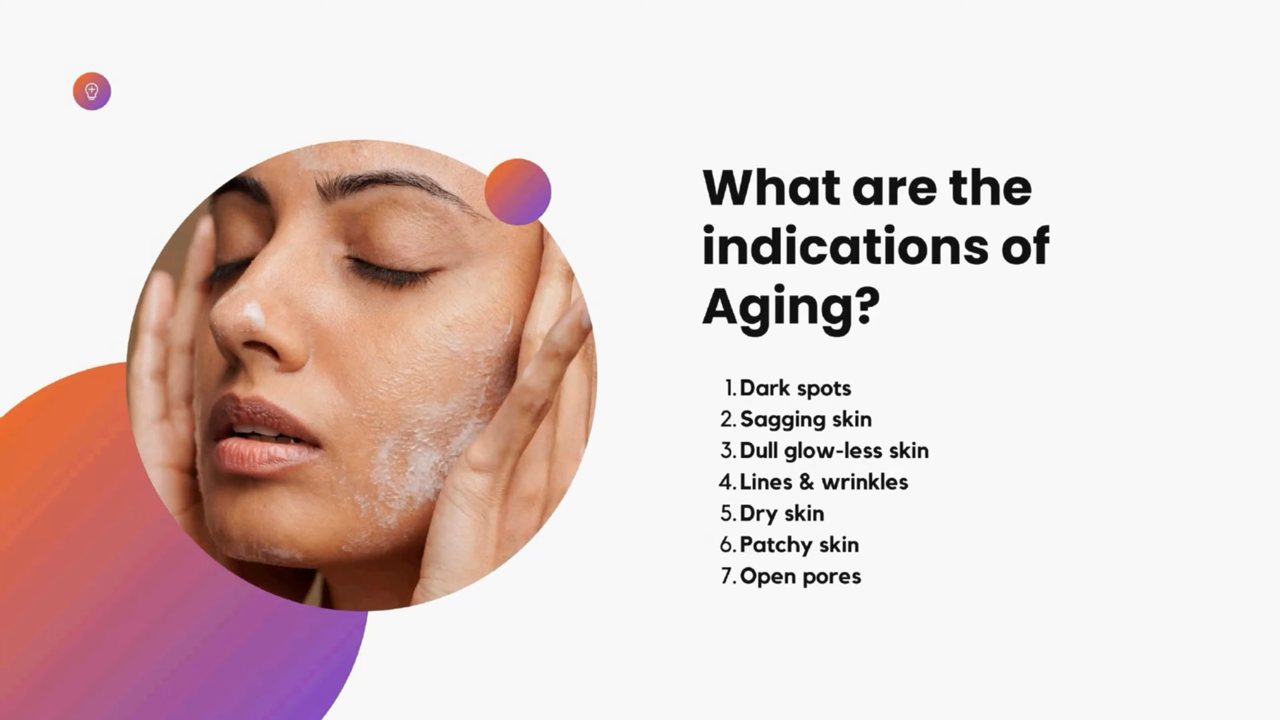 What are the
indications of
Aging?
1. Dark spots
2. Sagging skin
3. Dull glow-less skin
4. Lines & wrinkles
5. Dry skin
6. Patchy skin
7. Open pores